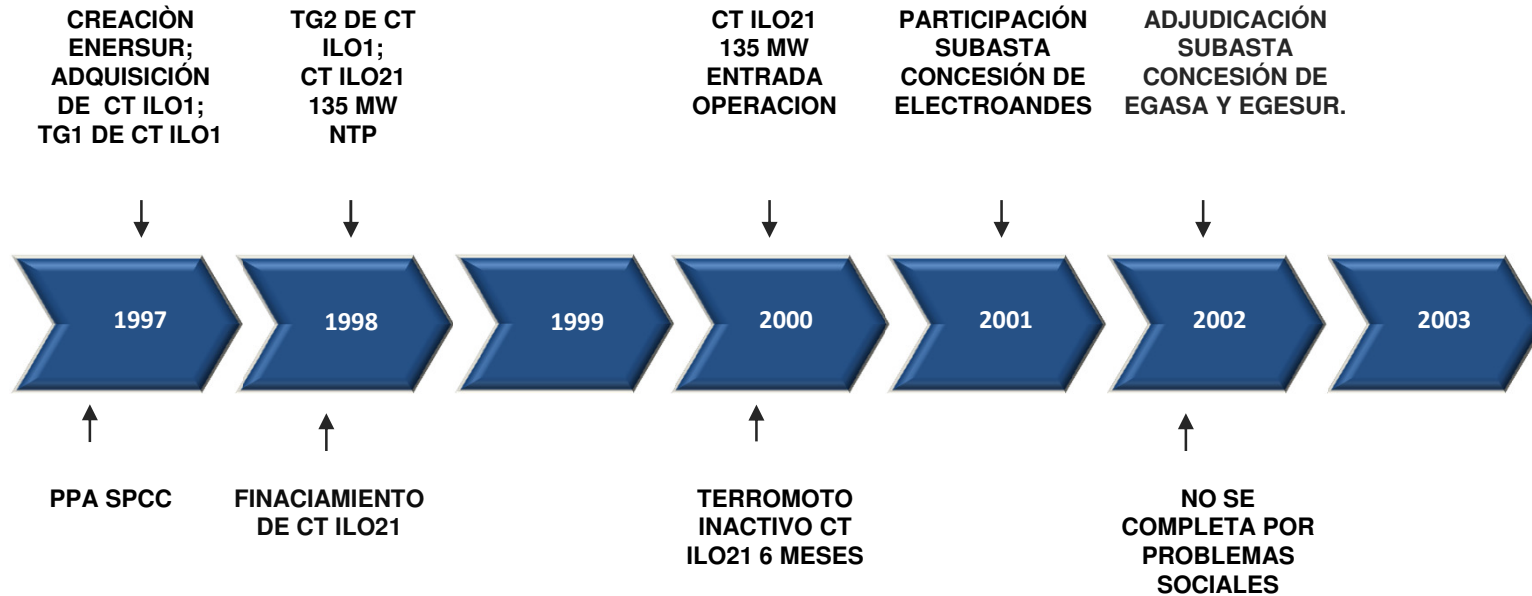 CREACIÒN
ENERSUR;
ADQUISICIÓN
DE CT ILO1;
TG1 DE CT ILO1
TG2 DE CT
ILO1;
CT ILO21
135 MW
NTP
CT ILO21
135 MW
ENTRADA
OPERACION
PARTICIPACIÓN
SUBASTA
CONCESIÓN DE
ELECTROANDES
ADJUDICACIÓN
SUBASTA
CONCESIÓN DE
EGASA Y EGESUR.
1997
1998
1999
2000
2001
2002
2003
PPA SPCC
FINACIAMIENTO
DE CT ILO21
TERROMOTO
INACTIVO CT
ILO21 6 MESES
NO SE
COMPLETA POR
PROBLEMAS
SOCIALES